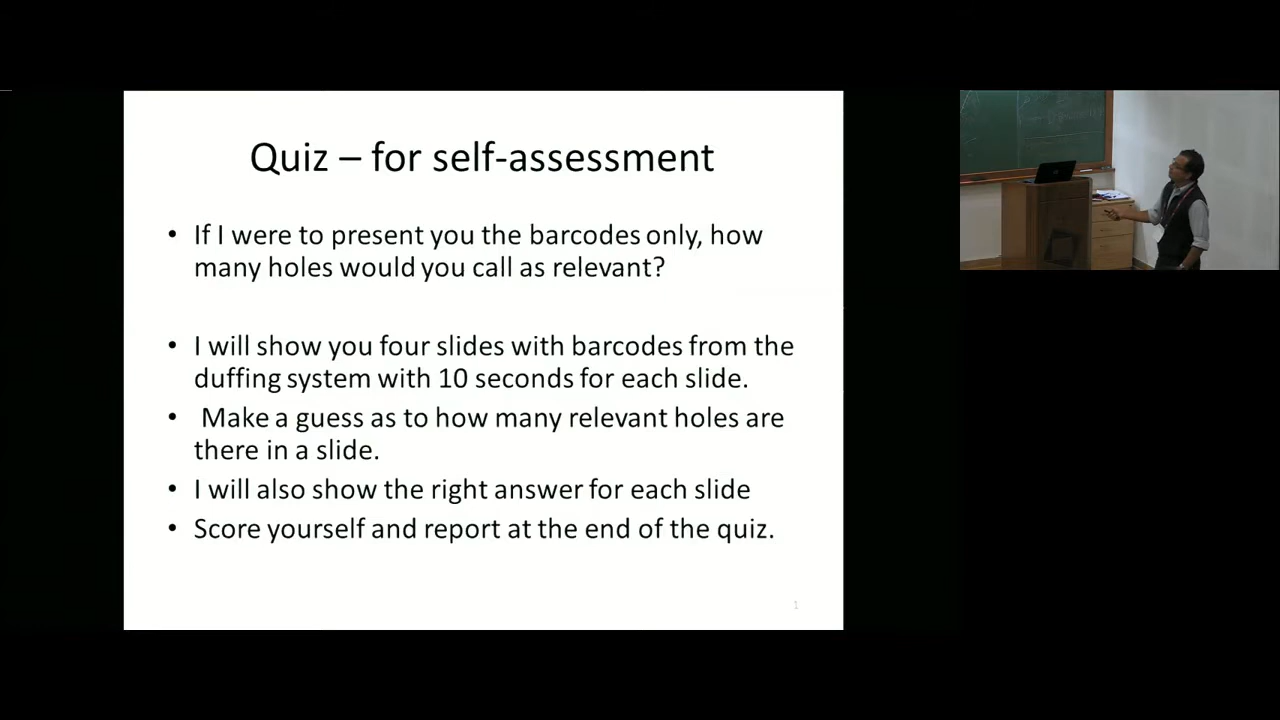 Quiz – for self-assessment
• If I were to present you the barcodes only, how
many holes would you call as relevant?
• I will show you four slides with barcodes from the
duffing system with 10 seconds for each slide.
• Make a guess as to how many relevant holes are
there in a slide.
• I will also show the right answer for each slide
• Score yourself and report at the end of the quiz.
1